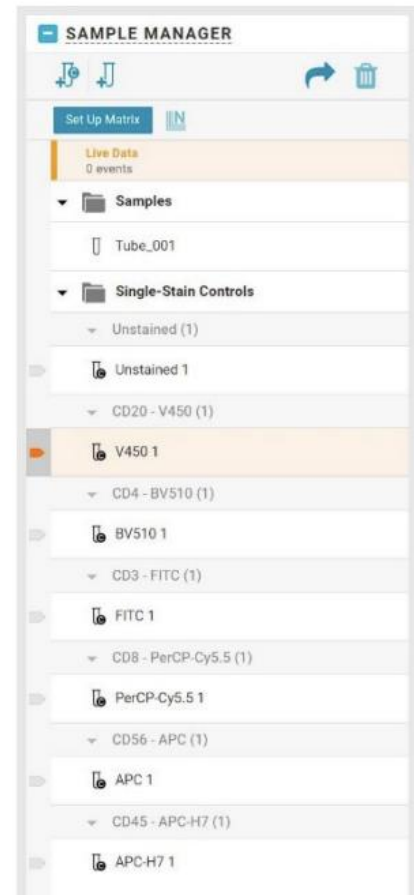 SAMPLE MANAGER
Set Up Matrix
Live Data
0 events
Samples
Tube_001
Single-Stain Controls
Unstained (1)
Unstained 1
CD20 - V450 (1)
V450 1
CD4 - BV510 (1)
BV510 1
CD3 - FITC (1)
FITC 1
CD8 - PerCP-Cy5.5 (1)
PerCP-Cy5.5 1
CD56 - APC (1)
APC 1
CD45 - APC-H7 (1)
APC-H7 1